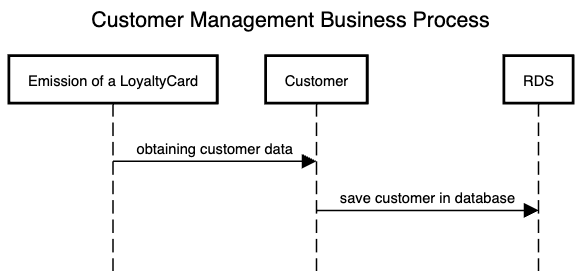 Customer Management Business Process
Emission of a LoyaltyCard
Customer
RDS
obtaining customer data
save customer in database